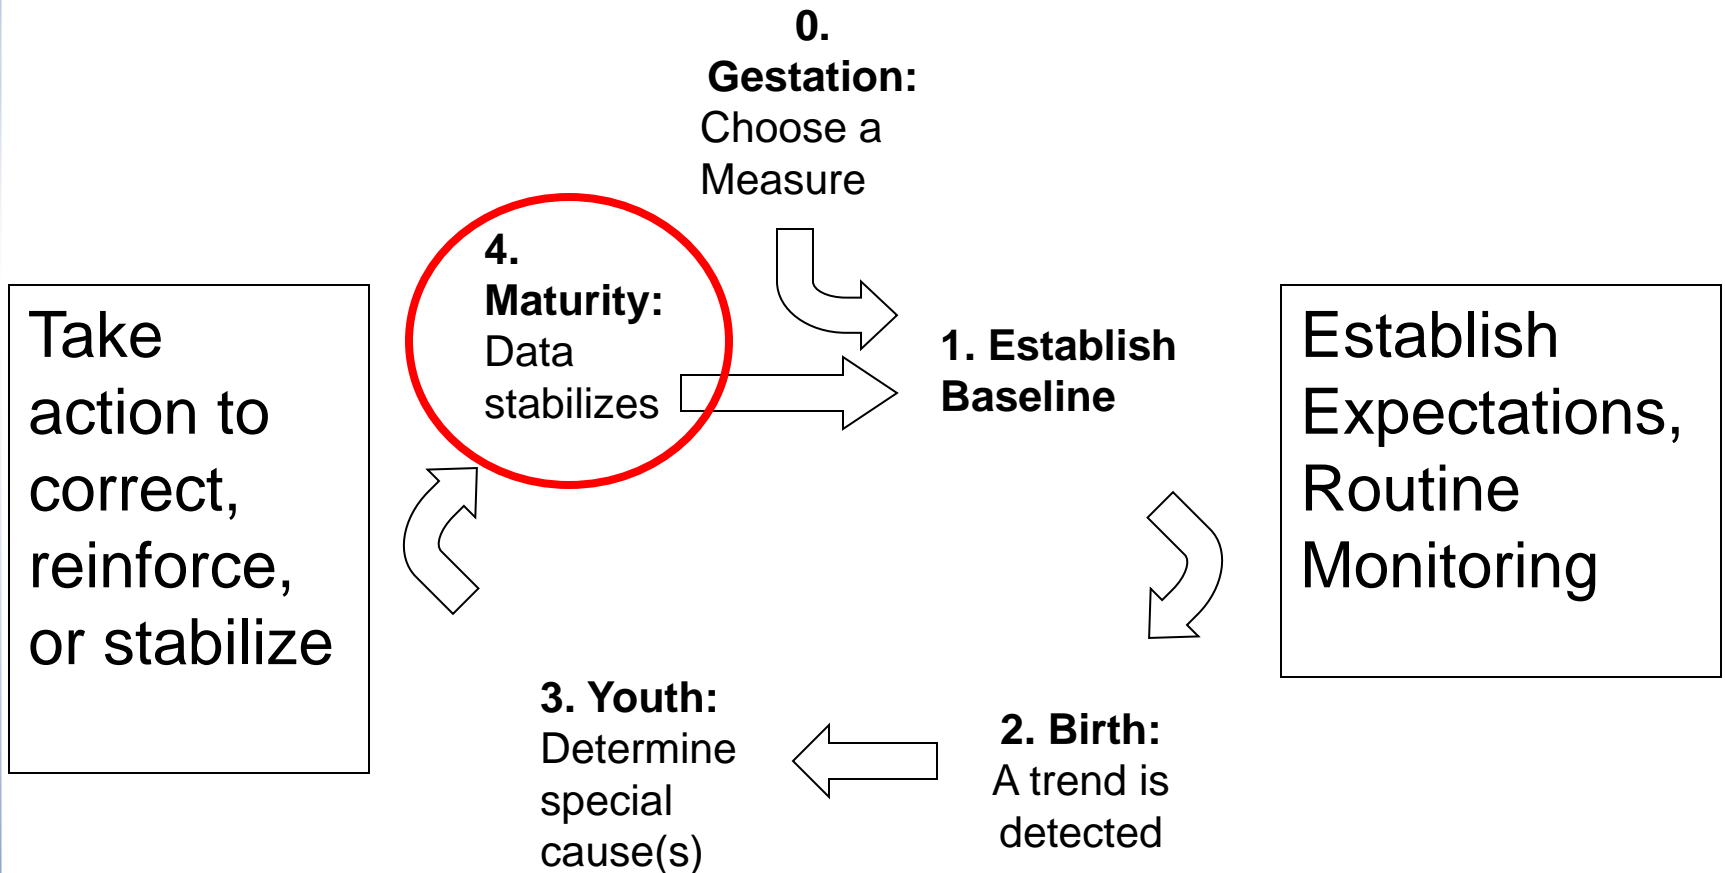 0.
Gestation:
Choose a
Measure
4.
Maturity:
Data
stabilizes
1. Establish
Baseline
Take
action to
correct,
reinforce,
or stabilize
Establish
Expectations,
Routine
Monitoring
3. Youth:
Determine
special
cause(s)
2. Birth:
A trend is
detected